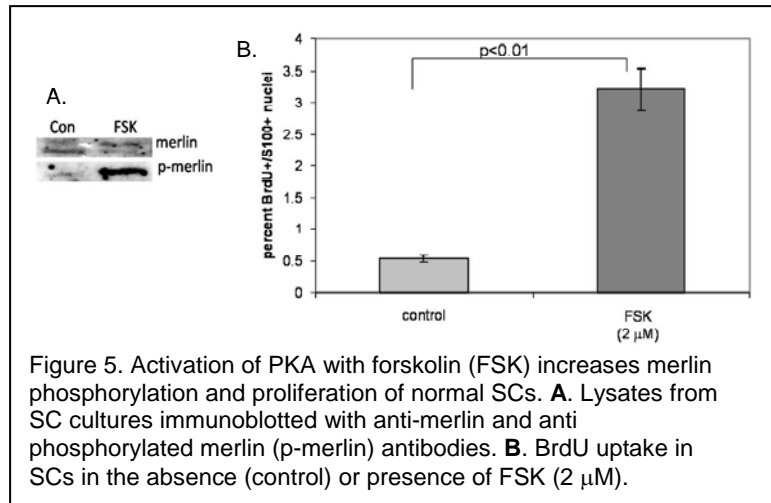 A.
Con FSK
merlin
p-merlin
B.
p<0.01
percent BrdU+/S100+ nuclei
4
3.5
3
2.5
2
1.5
1
0.5
0
control
FSK
(2 μM)
Figure 5. Activation of PKA with forskolin (FSK) increases merlin
phosphorylation and proliferation of normal SCs. A. Lysates from
SC cultures immunoblotted with anti-merlin and anti
phosphorylated merlin (p-merlin) antibodies. B. BrdU uptake in
SCs in the absence (control) or presence of FSK (2 μM).